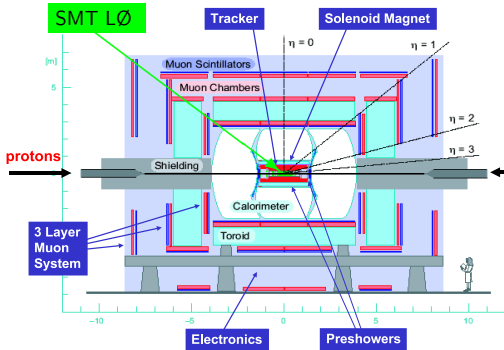 SMT LØ
Tracker
Solenoid Magnet
η = 0
η = 1
[m]
Muon Scintillators
5
Muon Chambers
η = 2
protons
η = 3
Shielding
0
Calorimeter
3 Layer
Muon
System
Toroid
Electronics
Preshowers
−10
−5
0
5
10